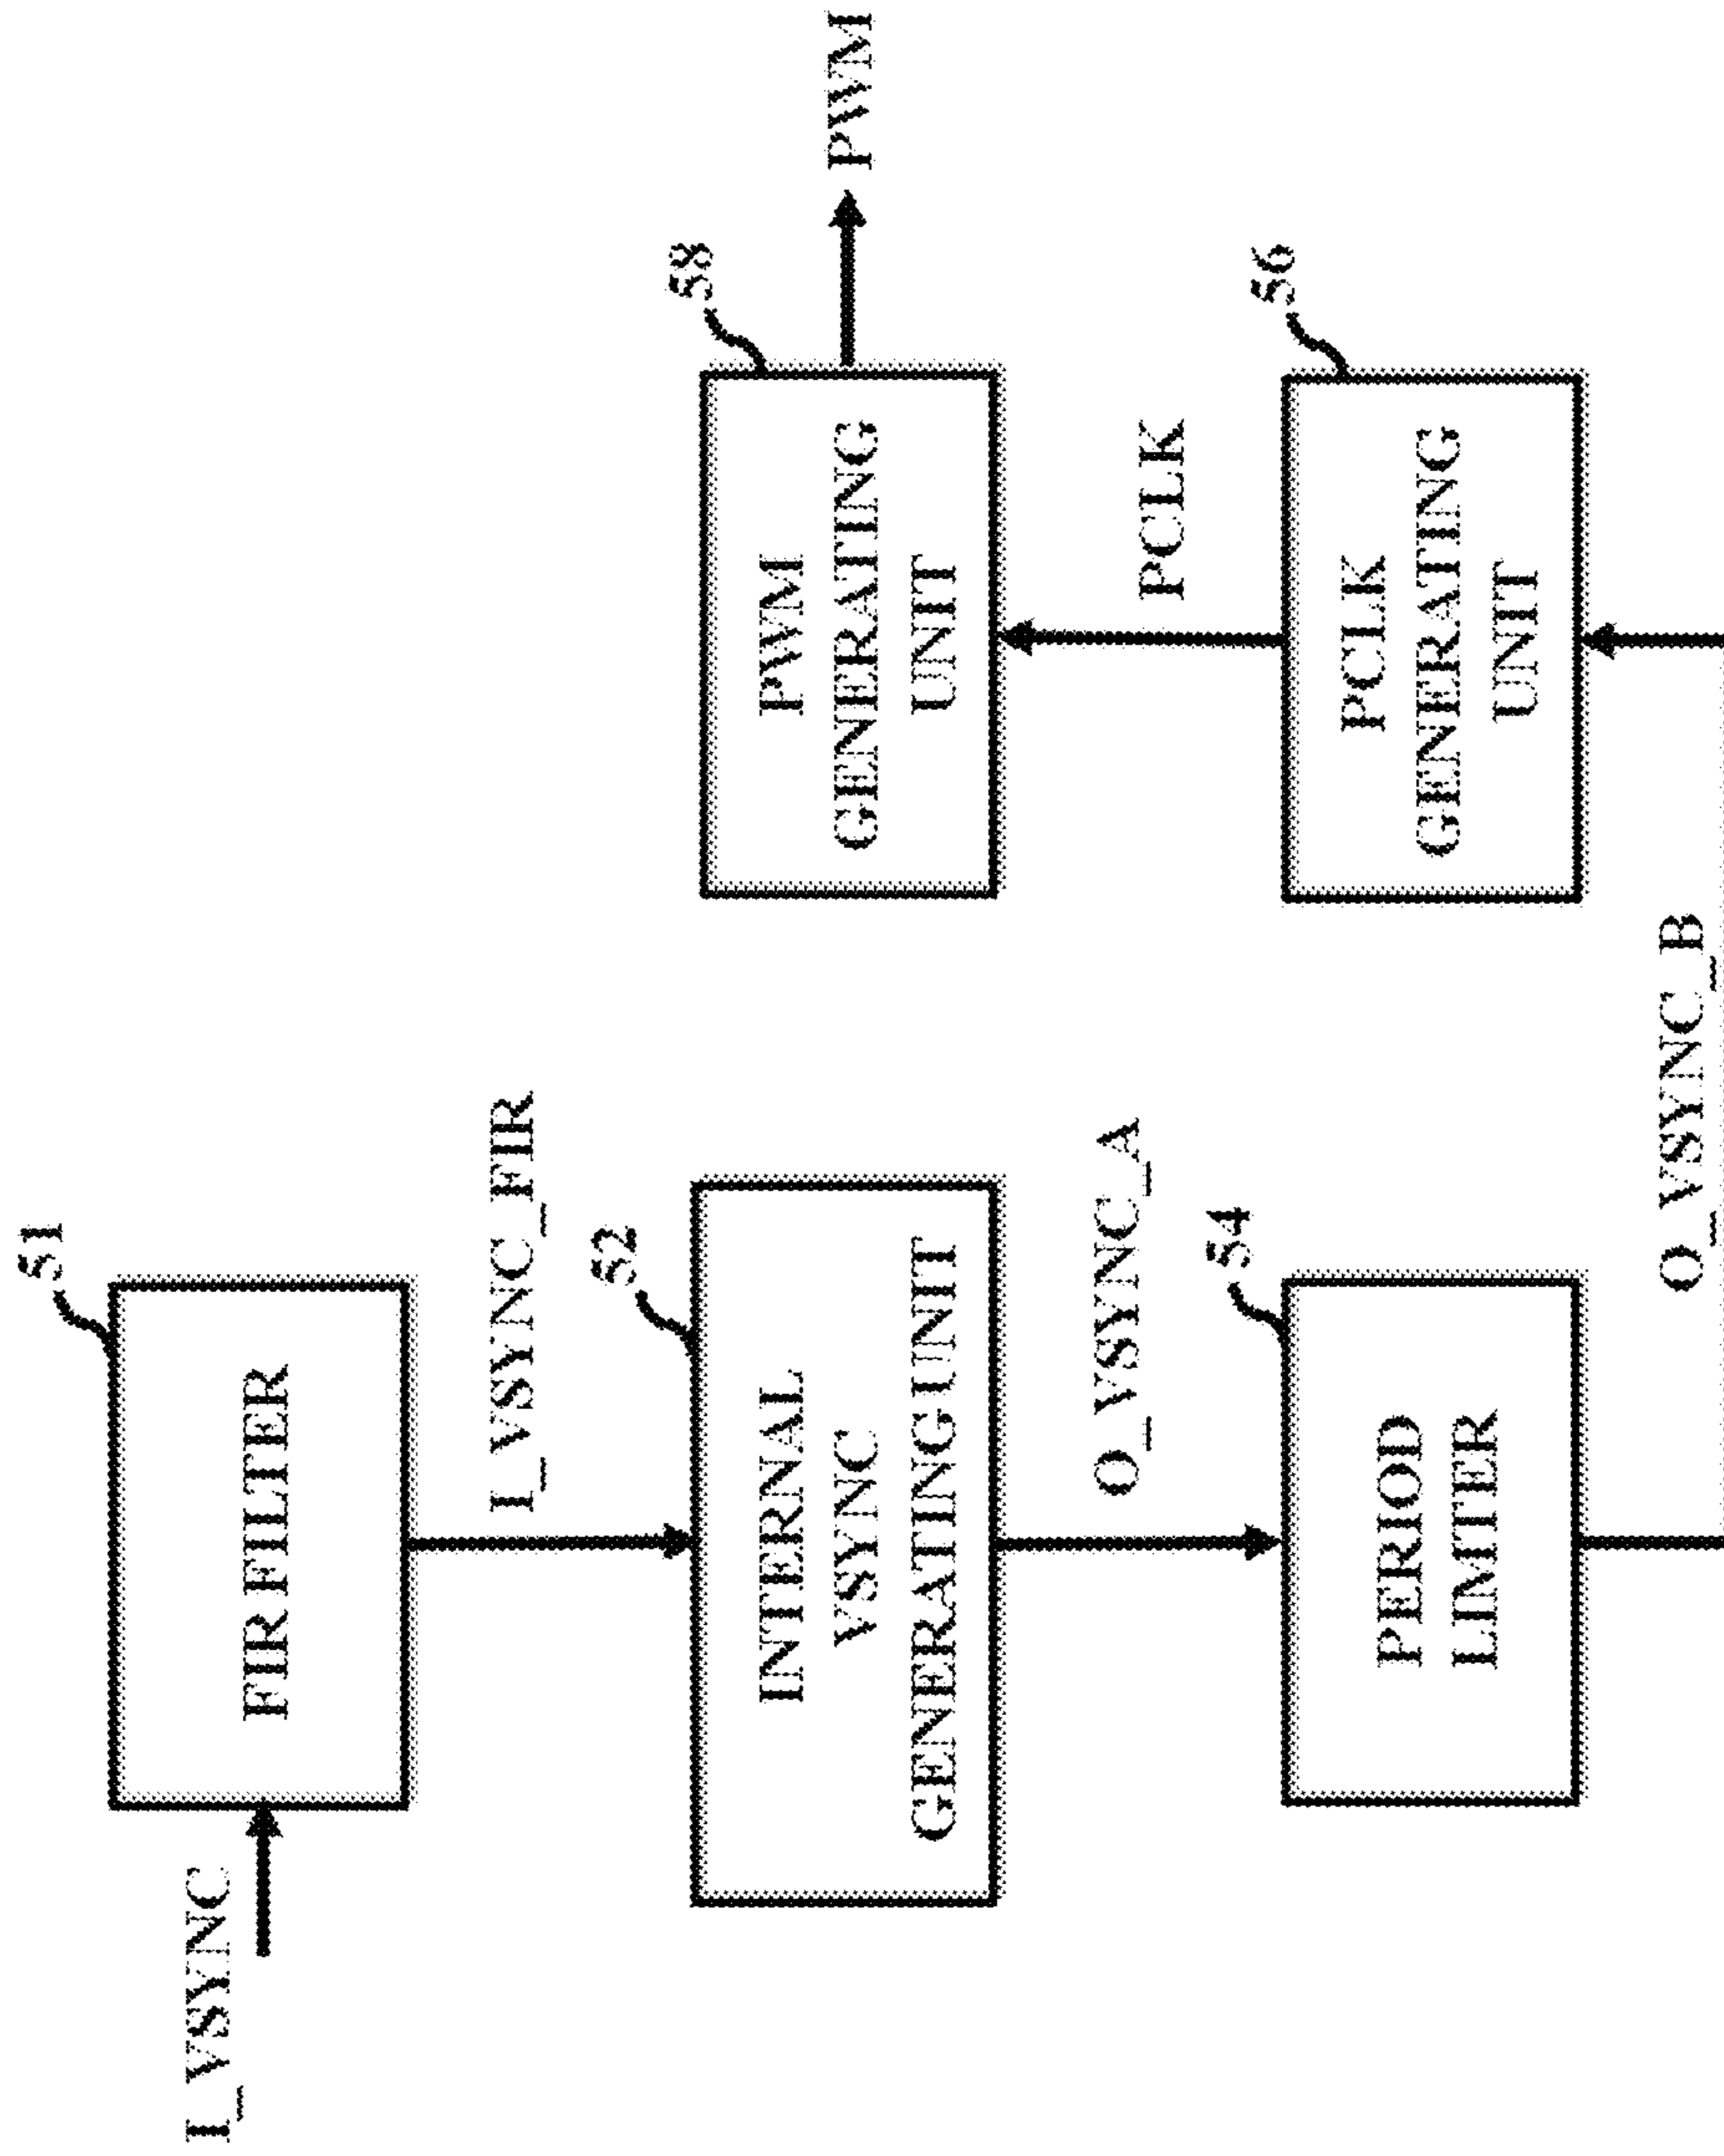 I_VSYNC
51
FIR FILTER
I_VSYNC_FIR
52
INTERNAL
VSYNC
GENERATING UNIT
O_VSYNC_A
54
PERIOD
LIMITER
O_VSYNC_B
56
PCLK
GENERATING
UNIT
PCLK
58
PWM
GENERATING
UNIT
PWM